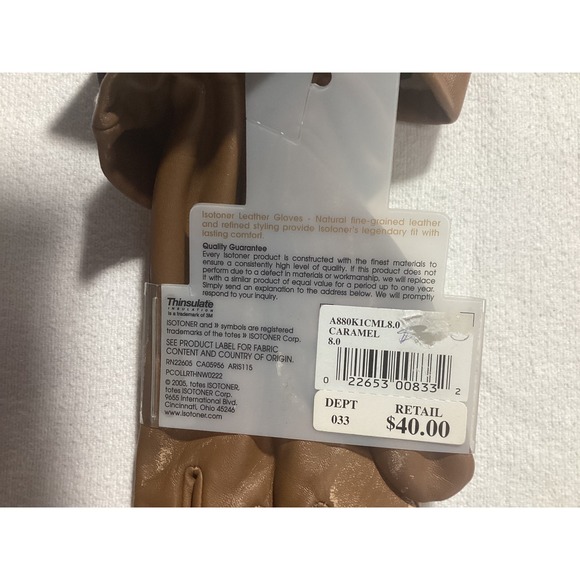 Isotoner Leather Gloves - Natural fine-grained leather
and refined styling provide Isotoner's legendary fit with
lasting comfort.
Quality Guarantee
Every Isotoner product is constructed with the finest materials to
ensure a consistently high level of quality. If this product does not
perform due to a defect in materials or workmanship, we will replace
it with a similar product of equal value for a period up to one year.
Simply send an explanation to the address below. We will promptly
respond to your inquiry.
Thinsulate
INSULATION
is a trademark of 3M
ISOTONER and » symbols are registered
trademarks of the totes » ISOTONER Corp.
SEE PRODUCT LABEL FOR FABRIC
CONTENT AND COUNTRY OF ORIGIN.
RN22605 CA05956 ARIS115
PCOLLRTHNW0222
© 2005, totes ISOTONER,
totes ISOTONER Corp.
9655 International Blvd.
Cincinnati, Ohio 45246
www.isotoner.com
A880K1CML8.0
CARAMEL
8.0
0 22653 00833 2
DEPT RETAIL
033 $40.00